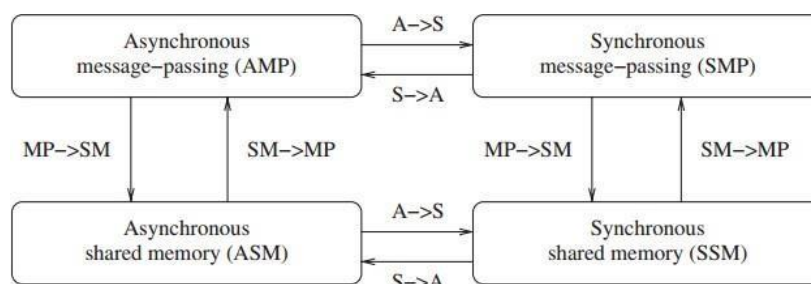 Asynchronous
message−passing (AMP)
A−>S
S−>A
Synchronous
message−passing (SMP)
MP−>SM
SM−>MP
MP−>SM
SM−>MP
Asynchronous
shared memory (ASM)
A−>S
S−>A
Synchronous
shared memory (SSM)